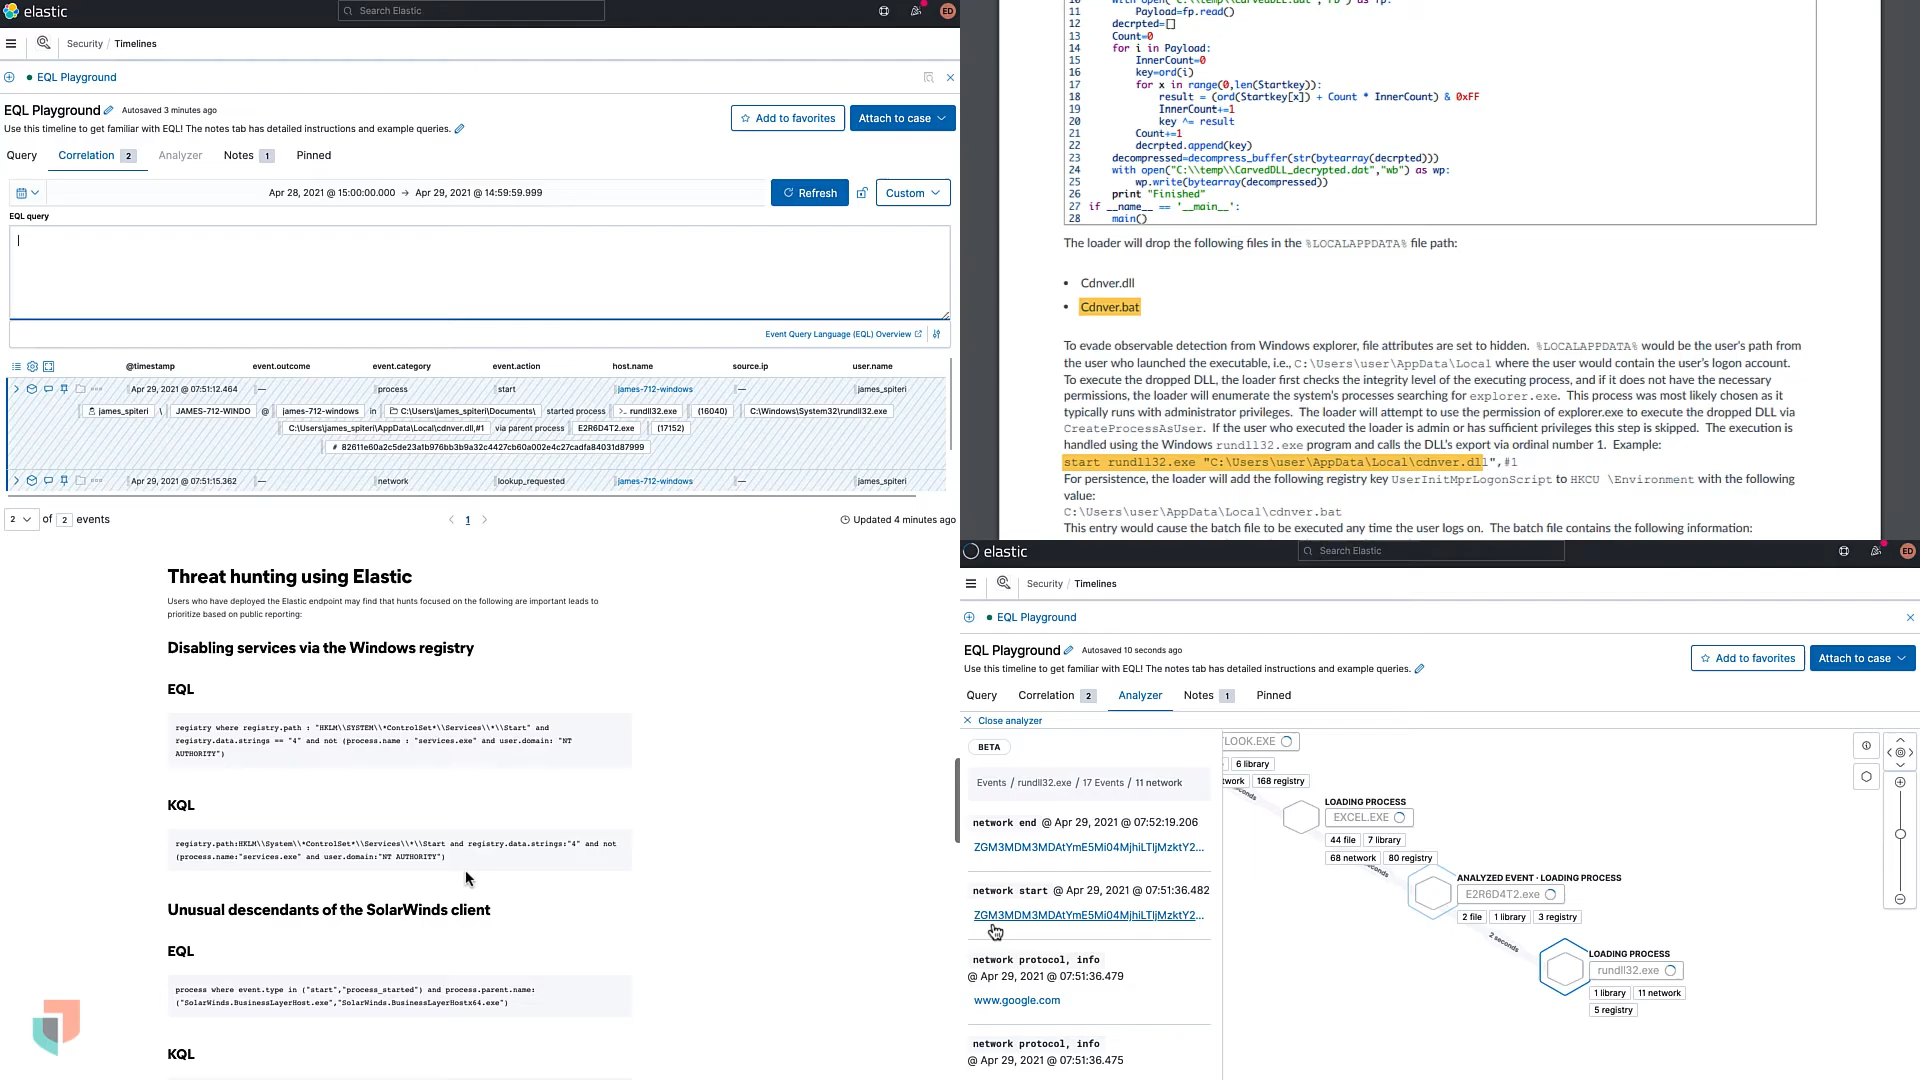 elastic
Search Elastic
ED
Security / Timelines
EQL Playground
EQL Playground Autosaved 3 minutes ago
Use this timeline to get familiar with EQL! The notes tab has detailed instructions and example queries.
Add to favorites
Attach to case
Query Correlation 2 Analyzer Notes 1 Pinned
Apr 28, 2021 @ 15:00:00.000 → Apr 29, 2021 @ 14:59:59.999
Refresh
Custom
EQL query
Event Query Language (EQL) Overview
@timestamp event.outcome event.category event.action host.name source.ip user.name
Apr 29, 2021 @ 07:51:12.464 — process start james-712-windows — james_spiteri
james_spiteri \ JAMES-712-WINDO @ james-712-windows in C:\Users\james_spiteri\Documents\ started process >_ rundll32.exe (16040) C:\Windows\System32\rundll32.exe
C:\Users\james_spiteri\AppData\Local\cdnver.dll,#1 via parent process E2R6D4T2.exe (17152)
# 82611e60a2c5de23a1b976bb3b9a32c4427cb60a002e4c27cadfa84031d87999
Apr 29, 2021 @ 07:51:15.362 — network lookup_requested james-712-windows — james_spiteri
2 of 2 events
1
Updated 4 minutes ago
11 Payload=fp.read()
12 decrpted=[]
13 Count=0
14 for i in Payload:
15 InnerCount=0
16 key=ord(i)
17 for x in range(0,len(Startkey)):
18 result = (ord(Startkey[x]) + Count * InnerCount) & 0xFF
19 InnerCount+=1
20 key ^= result
21 Count+=1
22 decrpted.append(key)
23 decompressed=decompress_buffer(str(bytearray(decrpted)))
24 with open("C:\\temp\\CarvedDLL_decrypted.dat","wb") as wp:
25 wp.write(bytearray(decompressed))
26 print "Finished"
27 if __name__ == '__main__':
28 main()
The loader will drop the following files in the %LOCALAPPDATA% file path:
• Cdnver.dll
• Cdnver.bat
To evade observable detection from Windows explorer, file attributes are set to hidden. %LOCALAPPDATA% would be the user's path from
the user who launched the executable, i.e., C:\Users\user\AppData\Local where the user would contain the user's logon account.
To execute the dropped DLL, the loader first checks the integrity level of the executing process, and if it does not have the necessary
permissions, the loader will enumerate the system's processes searching for explorer.exe. This process was most likely chosen as it
typically runs with administrator privileges. The loader will attempt to use the permission of explorer.exe to execute the dropped DLL via
CreateProcessAsUser. If the user who executed the loader is admin or has sufficient privileges this step is skipped. The execution is
handled using the Windows rundll32.exe program and calls the DLL's export via ordinal number 1. Example:
start rundll32.exe "C:\Users\user\AppData\Local\cdnver.dll",#1
For persistence, the loader will add the following registry key UserInitMprLogonScript to HKCU \Environment with the following
value:
C:\Users\user\AppData\Local\cdnver.bat
This entry would cause the batch file to be executed any time the user logs on. The batch file contains the following information:
Threat hunting using Elastic
Users who have deployed the Elastic endpoint may find that hunts focused on the following are important leads to
prioritize based on public reporting:
Disabling services via the Windows registry
EQL
registry where registry.path : "HKLM\\SYSTEM\\*ControlSet*\\Services\\*\\Start" and
registry.data.strings == "4" and not (process.name : "services.exe" and user.domain: "NT
AUTHORITY")
KQL
registry.path:HKLM\\System\\*ControlSet*\\Services\\*\\Start and registry.data.strings:"4" and not
(process.name:"services.exe" and user.domain:"NT AUTHORITY")
Unusual descendants of the SolarWinds client
EQL
process where event.type in ("start","process_started") and process.parent.name:
("SolarWinds.BusinessLayerHost.exe","SolarWinds.BusinessLayerHostx64.exe")
KQL
elastic
Search Elastic
ED
Security / Timelines
EQL Playground
EQL Playground Autosaved 10 seconds ago
Use this timeline to get familiar with EQL! The notes tab has detailed instructions and example queries.
Add to favorites
Attach to case
Query Correlation 2 Analyzer Notes 1 Pinned
Close analyzer
BETA
Events / rundll32.exe / 17 Events / 11 network
network end @ Apr 29, 2021 @ 07:52:19.206
ZGM3MDM3MDAtYmE5Mi04MjhiLTljMzktY2...
network start @ Apr 29, 2021 @ 07:51:36.482
ZGM3MDM3MDAtYmE5Mi04MjhiLTljMzktY2...
network protocol, info
@ Apr 29, 2021 @ 07:51:36.479
www.google.com
network protocol, info
@ Apr 29, 2021 @ 07:51:36.475
TLOOK.EXE
6 library
twork 168 registry
conds
LOADING PROCESS
EXCEL.EXE
44 file 7 library
68 network 80 registry
conds
ANALYZED EVENT · LOADING PROCESS
E2R6D4T2.exe
2 file 1 library 3 registry
2 seconds
LOADING PROCESS
rundll32.exe
1 library 11 network
5 registry